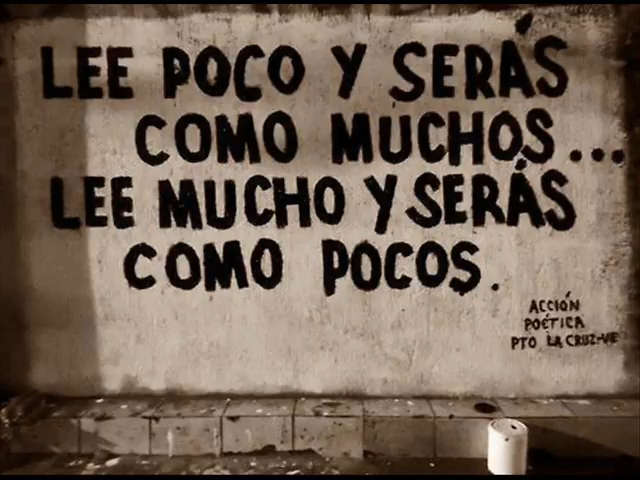 LEE POCO Y SERÁS
COMO MUCHOS...
LEE MUCHO Y SERÁS
COMO POCOS.
ACCIÓN
POÉTICA
PTO LA CRUZ-VE